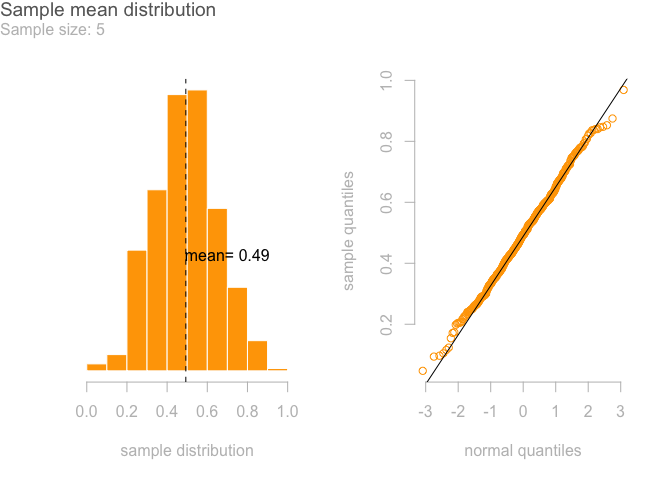 Sample mean distribution
Sample size: 5
mean= 0.49
0.0 0.2 0.4 0.6 0.8 1.0
sample distribution
sample quantiles
0.2 0.4 0.6 0.8 1.0
-3 -2 -1 0 1 2 3
normal quantiles